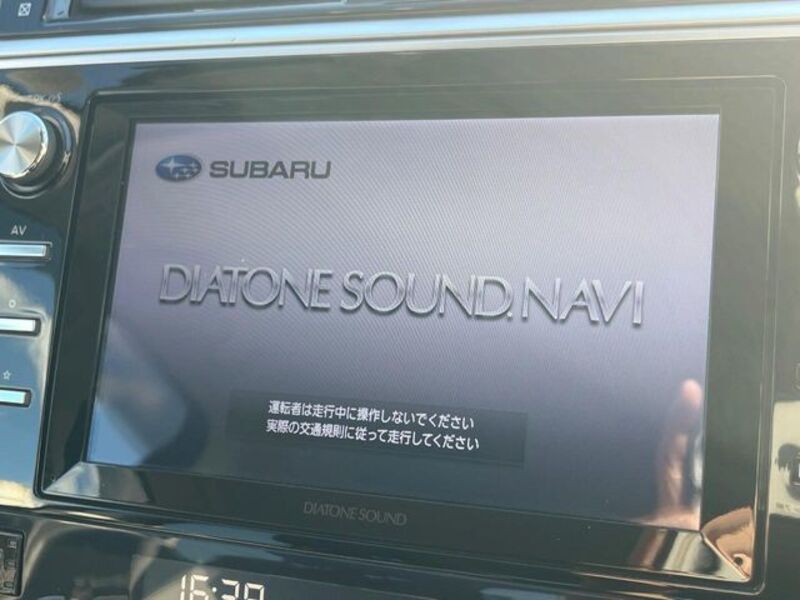 AV
SUBARU
DIATONE SOUND.NAVI
運転者は走行中に操作しないでください
実際の交通規則に従って走行してください
DIATONE SOUND
16:39